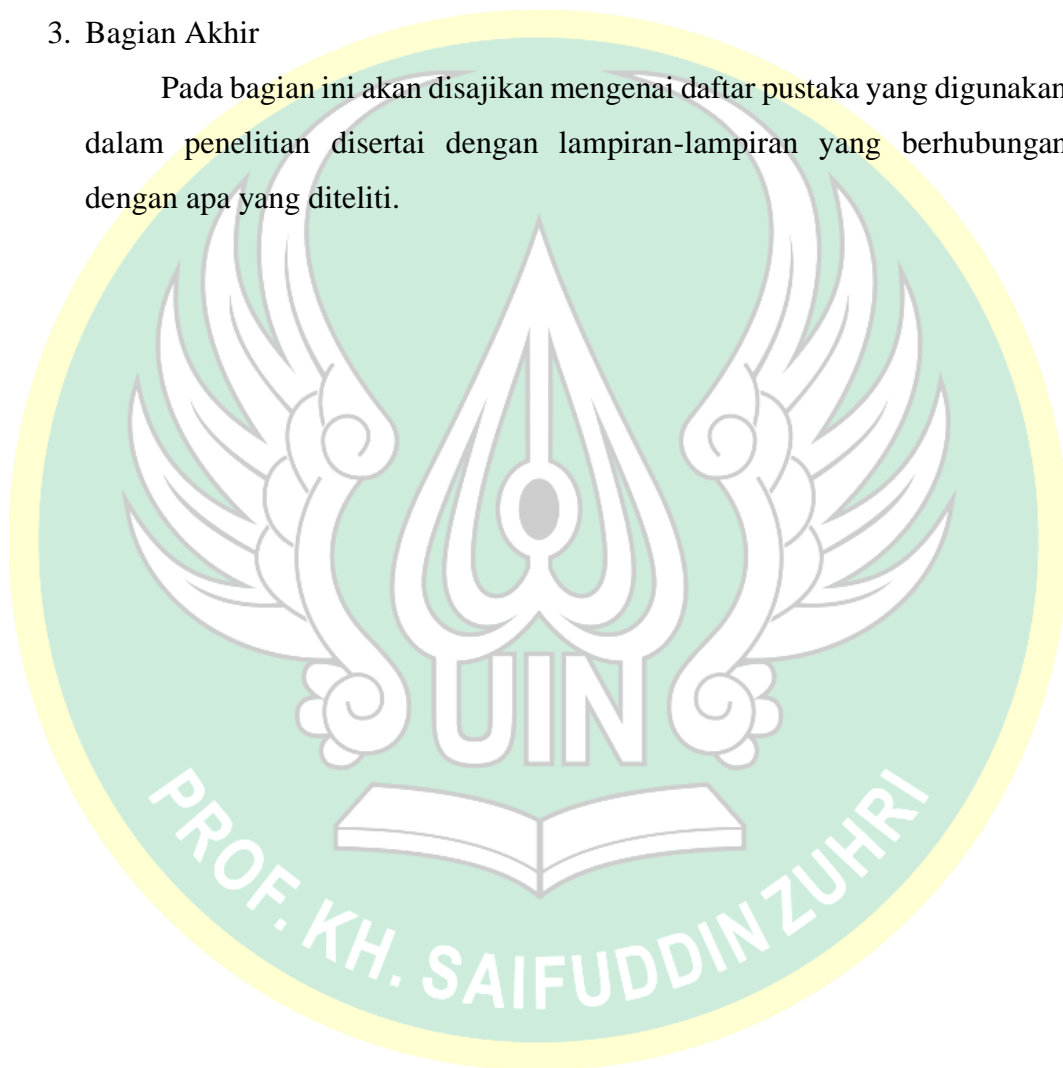 3. Bagian Akhir
Pada bagian ini akan disajikan mengenai daftar pustaka yang digunakan
dalam penelitian disertai dengan lampiran-lampiran yang berhubungan
dengan apa yang diteliti.
UIN
PROF. KH. SAIFUDDIN ZUHRI